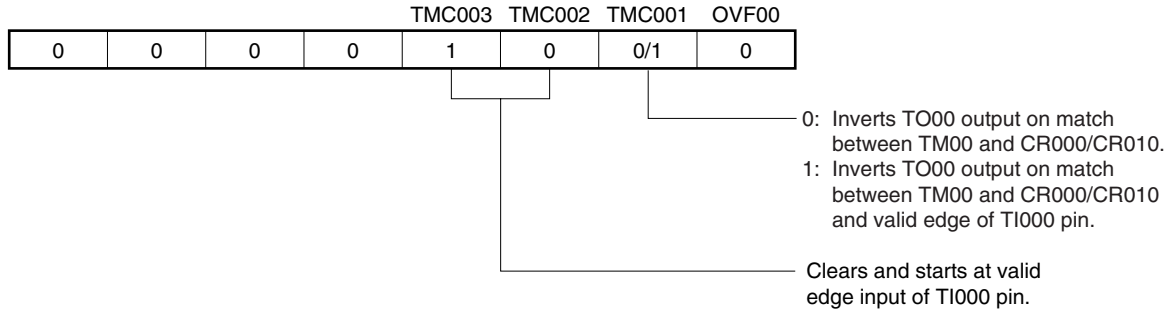 TMC003 TMC002 TMC001 OVF00
0 0 0 0 1 0 0/1 0
0: Inverts TO00 output on match
between TM00 and CR000/CR010.
1: Inverts TO00 output on match
between TM00 and CR000/CR010
and valid edge of TI000 pin.
Clears and starts at valid
edge input of TI000 pin.